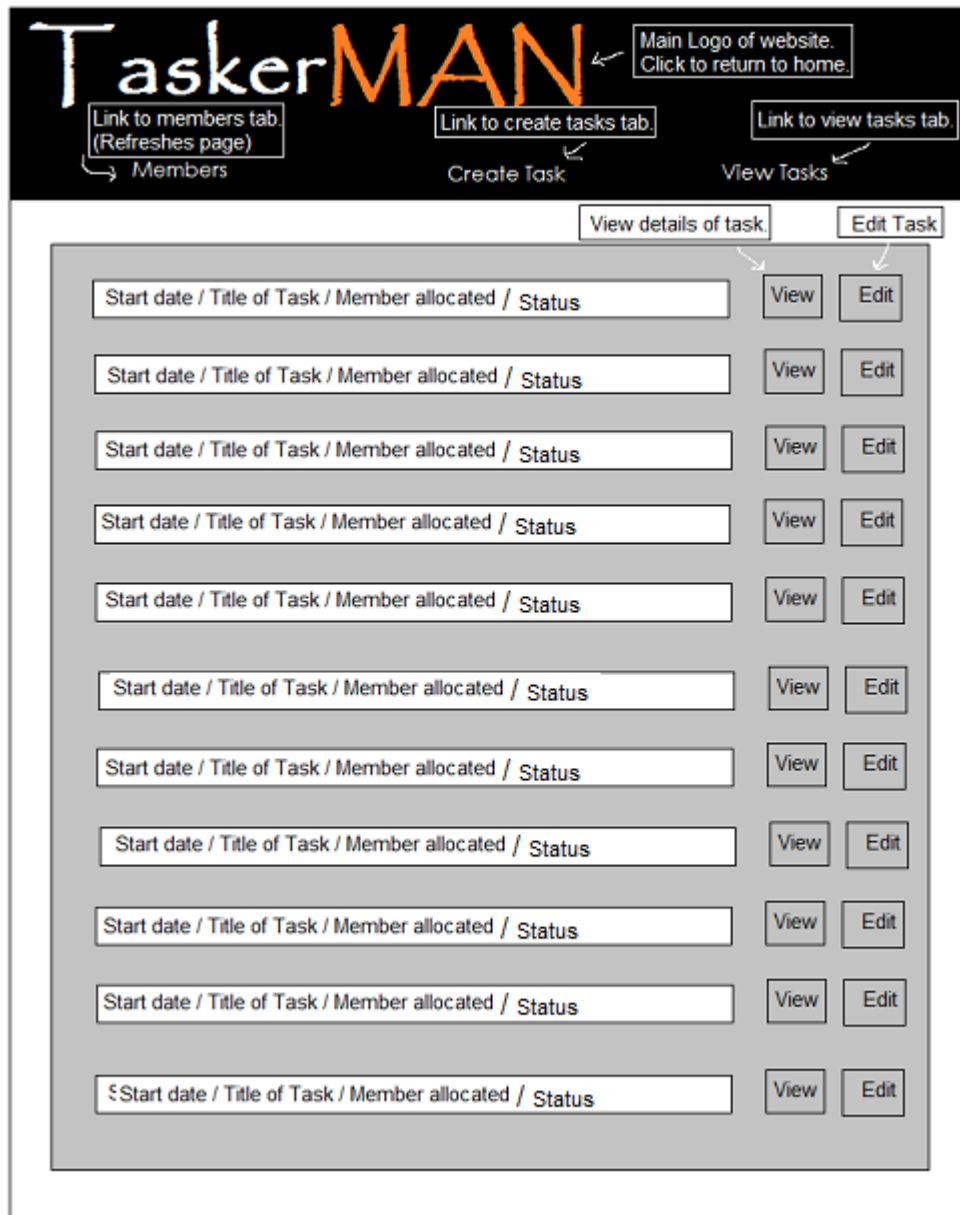 TaskerMAN
Main Logo of website.
Click to return to home.
Link to members tab.
(Refreshes page)
Link to create tasks tab.
Link to view tasks tab.
Members
Create Task
View Tasks
View details of task.
Edit Task
Start date / Title of Task / Member allocated / Status
View
Edit
Start date / Title of Task / Member allocated / Status
View
Edit
Start date / Title of Task / Member allocated / Status
View
Edit
Start date / Title of Task / Member allocated / Status
View
Edit
Start date / Title of Task / Member allocated / Status
View
Edit
Start date / Title of Task / Member allocated / Status
View
Edit
Start date / Title of Task / Member allocated / Status
View
Edit
Start date / Title of Task / Member allocated / Status
View
Edit
Start date / Title of Task / Member allocated / Status
View
Edit
Start date / Title of Task / Member allocated / Status
View
Edit
Start date / Title of Task / Member allocated / Status
View
Edit